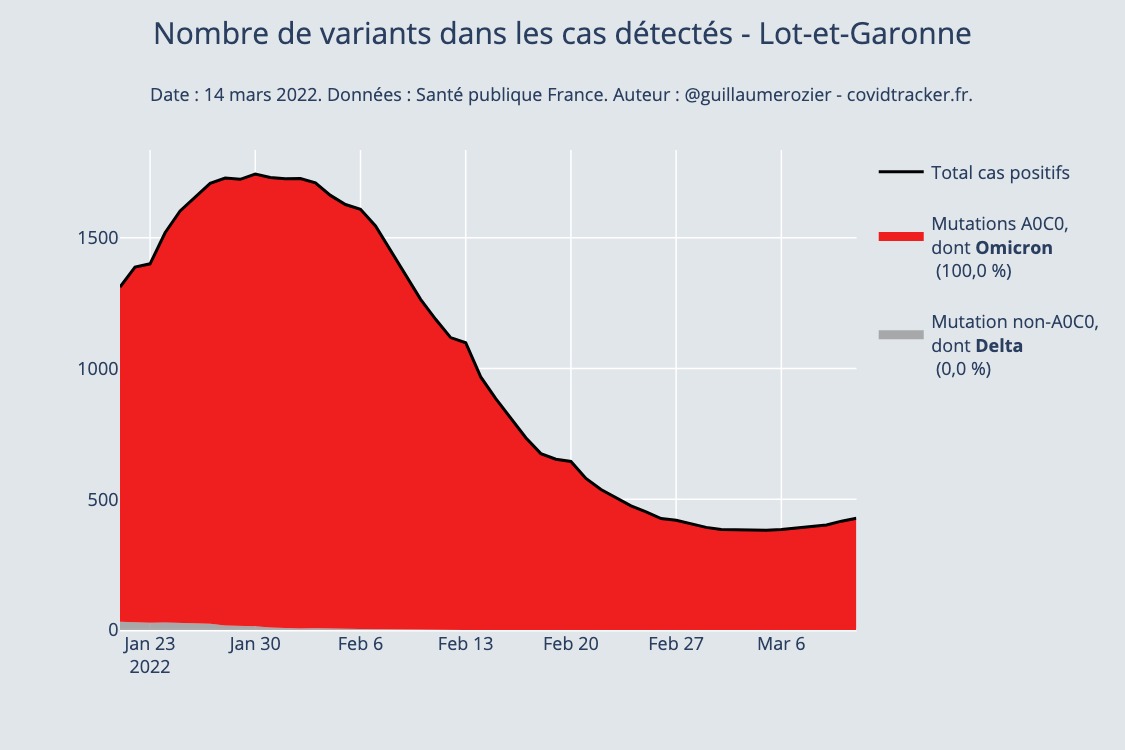 Nombre de variants dans les cas détectés - Lot-et-Garonne
Date : 14 mars 2022. Données : Santé publique France. Auteur : @guillaumerozier - covidtracker.fr.
Total cas positifs
Mutations A0C0,
dont Omicron
(100,0 %)
Mutation non-A0C0,
dont Delta
(0,0 %)
1500
1000
500
0
Jan 23
2022
Jan 30
Feb 6
Feb 13
Feb 20
Feb 27
Mar 6